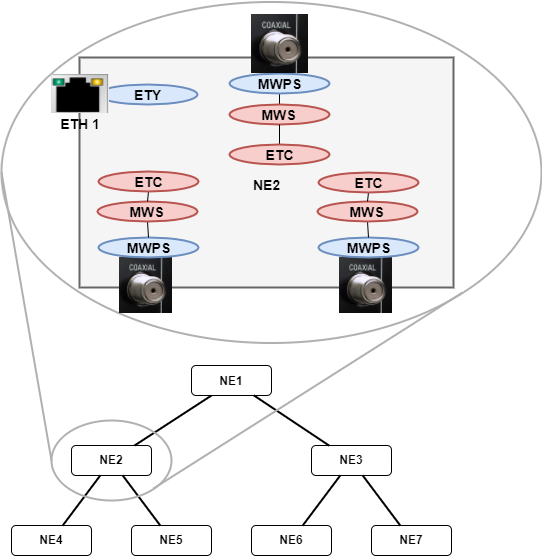 COAXIAL
MWPS
ETY
MWS
ETH 1
ETC
NE2
ETC
ETC
MWS
MWS
MWPS
MWPS
COAXIAL
COAXIAL
NE1
NE2
NE3
NE4
NE5
NE6
NE7